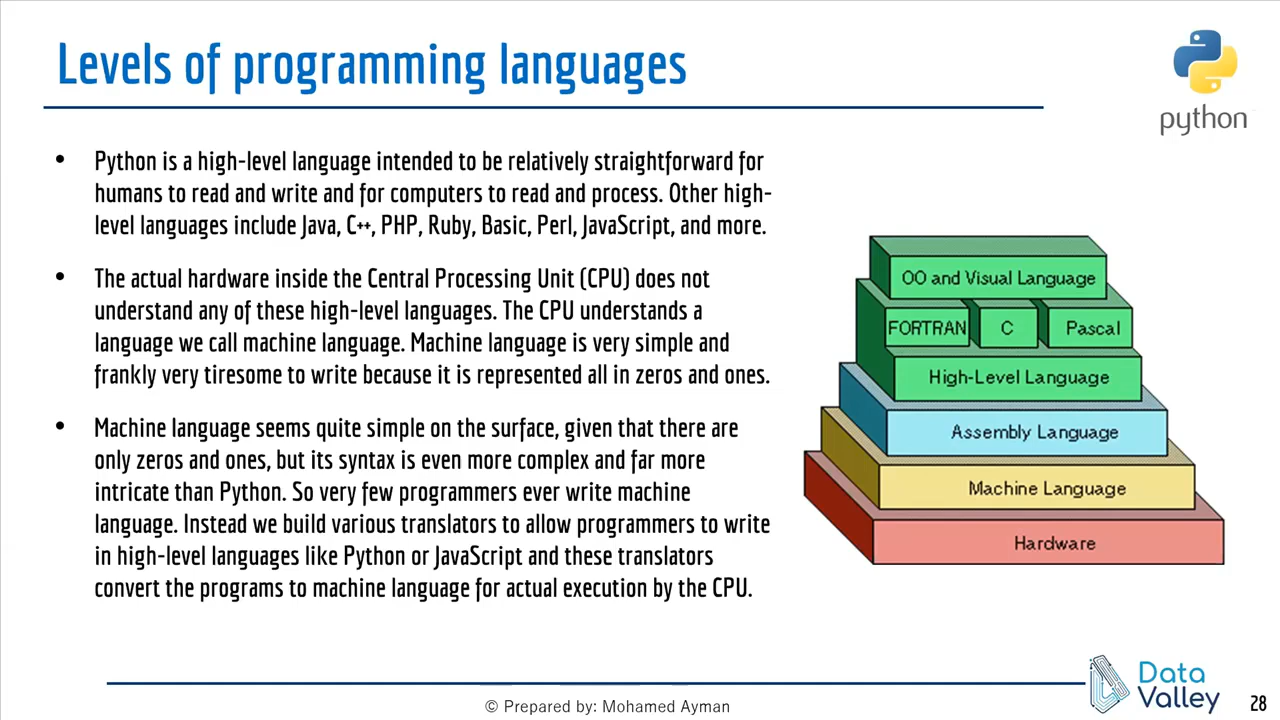 Levels of programming languages
python
• Python is a high-level language intended to be relatively straightforward for
humans to read and write and for computers to read and process. Other high-
level languages include Java, C++, PHP, Ruby, Basic, Perl, JavaScript, and more.
• The actual hardware inside the Central Processing Unit (CPU) does not
understand any of these high-level languages. The CPU understands a
language we call machine language. Machine language is very simple and
frankly very tiresome to write because it is represented all in zeros and ones.
• Machine language seems quite simple on the surface, given that there are
only zeros and ones, but its syntax is even more complex and far more
intricate than Python. So very few programmers ever write machine
language. Instead we build various translators to allow programmers to write
in high-level languages like Python or JavaScript and these translators
convert the programs to machine language for actual execution by the CPU.
OO and Visual Language
FORTRAN C Pascal
High-Level Language
Assembly Language
Machine Language
Hardware
© Prepared by: Mohamed Ayman
Data
Valley
28